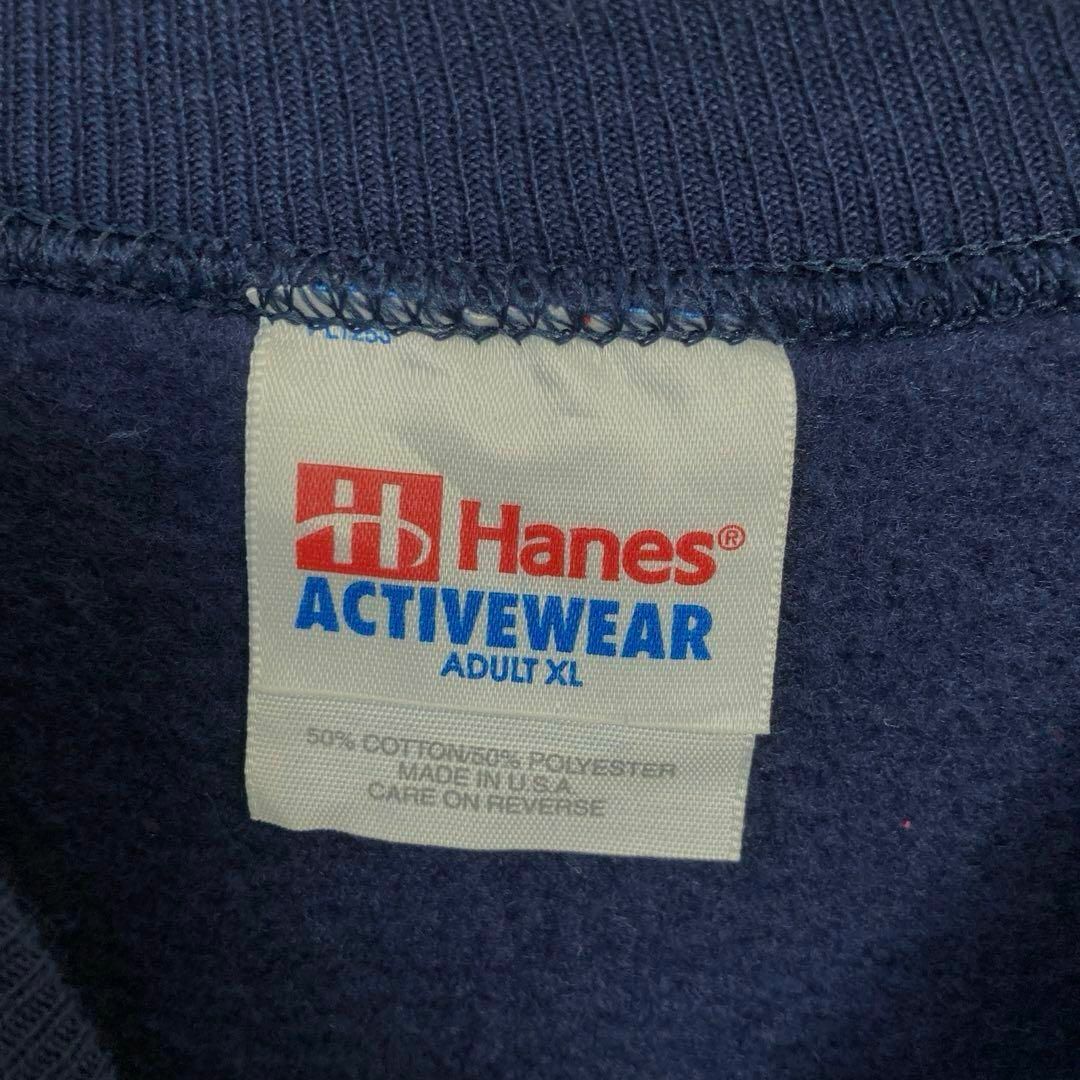 Hanes®
ACTIVEWEAR
ADULT XL
50% COTTON/50% POLYESTER
MADE IN U.S.A.
CARE ON REVERSE